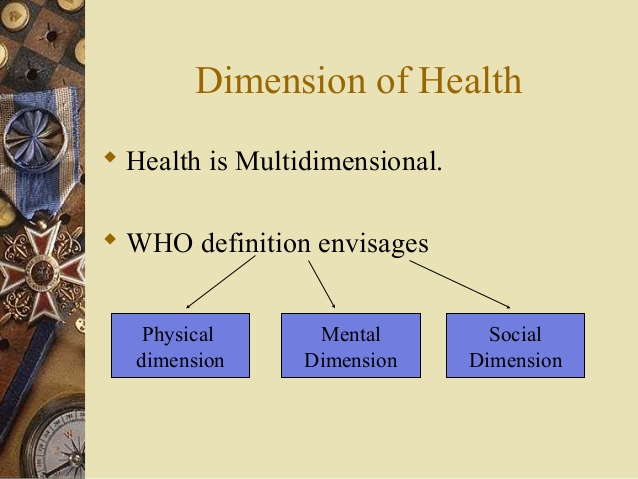 Dimension of Health
Health is Multidimensional.
WHO definition envisages
Physical
dimension
Mental
Dimension
Social
Dimension